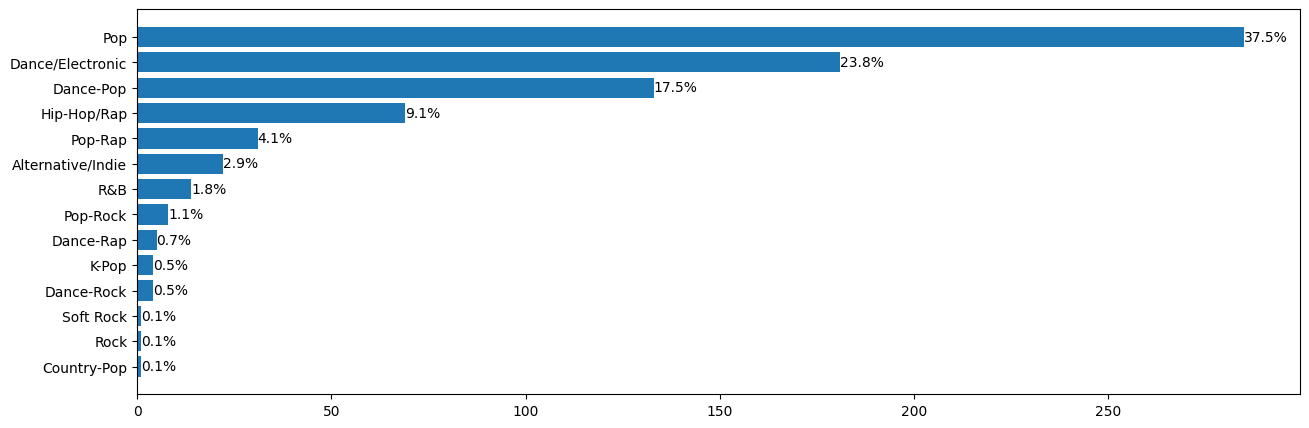 Pop 37.5%
Dance/Electronic 23.8%
Dance-Pop 17.5%
Hip-Hop/Rap 9.1%
Pop-Rap 4.1%
Alternative/Indie 2.9%
R&B 1.8%
Pop-Rock 1.1%
Dance-Rap 0.7%
K-Pop 0.5%
Dance-Rock 0.5%
Soft Rock 0.1%
Rock 0.1%
Country-Pop 0.1%
0 50 100 150 200 250